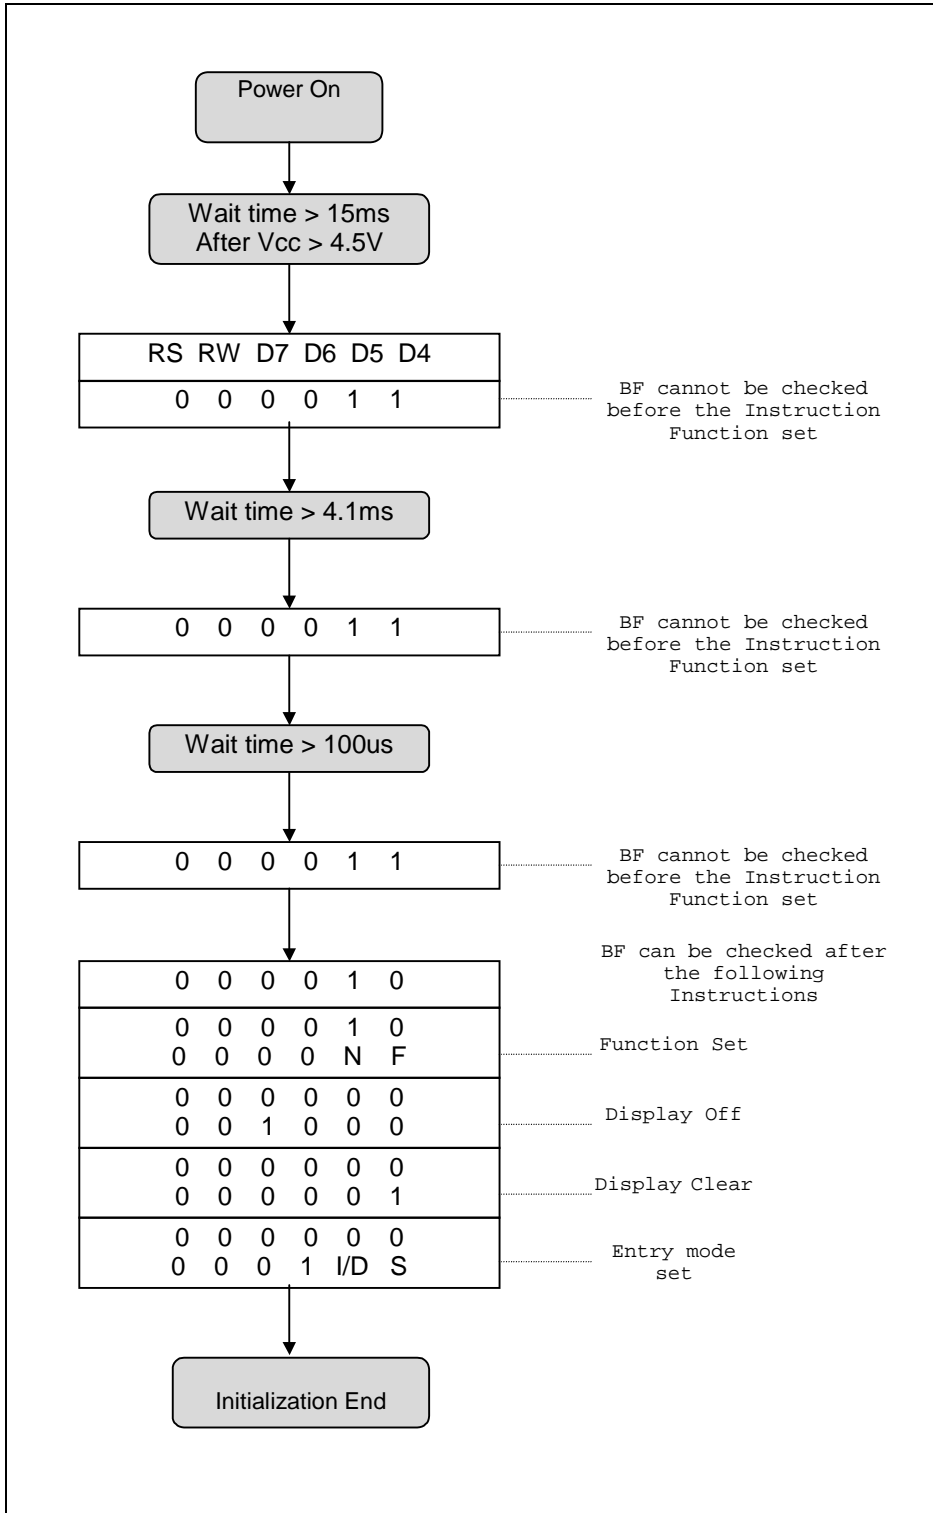 Power On
Wait time > 15ms
After Vcc > 4.5V
RS RW D7 D6 D5 D4
0 0 0 0 1 1
BF cannot be checked
before the Instruction
Function set
Wait time > 4.1ms
0 0 0 0 1 1
BF cannot be checked
before the Instruction
Function set
Wait time > 100us
0 0 0 0 1 1
BF cannot be checked
before the Instruction
Function set
BF can be checked after
the following
Instructions
0 0 0 0 1 0
0 0 0 0 1 0
0 0 0 0 N F
Function Set
0 0 0 0 0 0
0 0 1 0 0 0
Display Off
0 0 0 0 0 0
0 0 0 0 0 1
Display Clear
0 0 0 0 0 0
0 0 0 1 I/D S
Entry mode
set
Initialization End